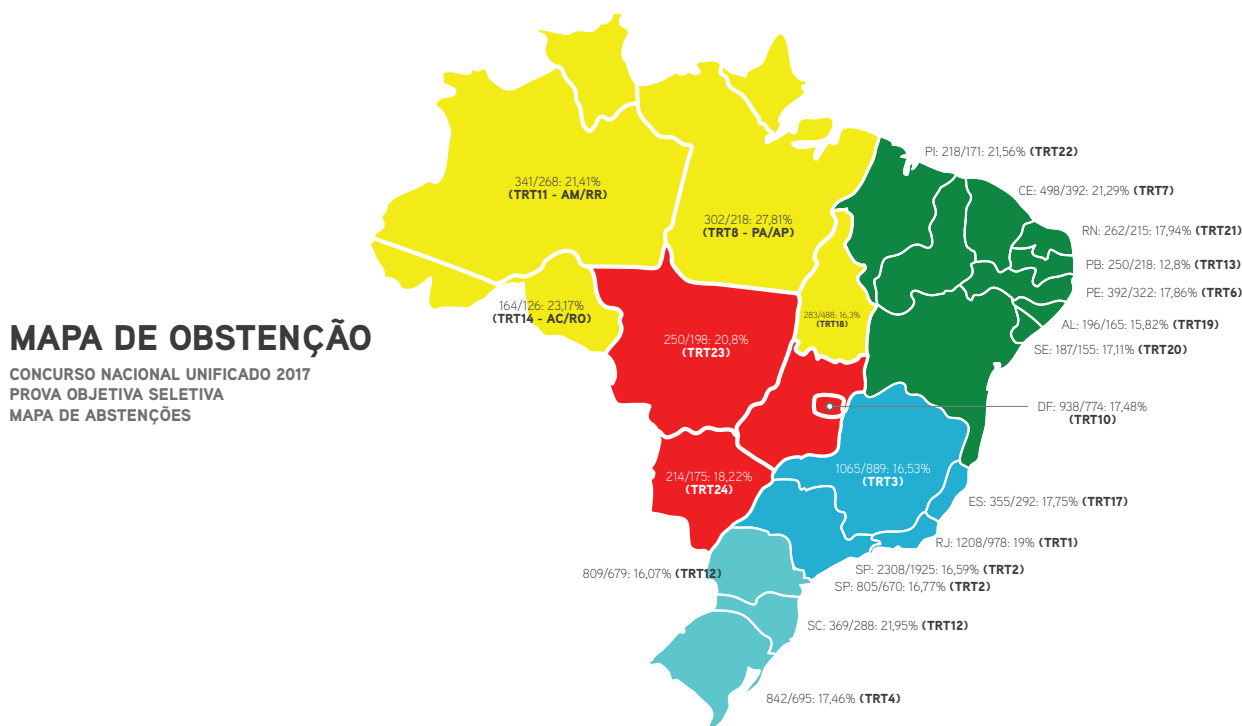 MAPA DE OBSTENÇÃO
CONCURSO NACIONAL UNIFICADO 2017
PROVA OBJETIVA SELETIVA
MAPA DE ABSTENÇÕES
341/268: 21,41%
(TRT11 - AM/RR)
302/218: 27,81%
(TRT8 - PA/AP)
164/126: 23,17%
(TRT14 - AC/RO)
250/198: 20,8%
(TRT23)
283/488: 16,3%
(TRT18)
214/175: 18,22%
(TRT24)
1065/889: 16,53%
(TRT3)
PI: 218/171: 21,56% (TRT22)
CE: 498/392: 21,29% (TRT7)
RN: 262/215: 17,94% (TRT21)
PB: 250/218: 12,8% (TRT13)
PE: 392/322: 17,86% (TRT6)
AL: 196/165: 15,82% (TRT19)
SE: 187/155: 17,11% (TRT20)
DF: 938/774: 17,48%
(TRT10)
ES: 355/292: 17,75% (TRT17)
RJ: 1208/978: 19% (TRT1)
SP: 2308/1925: 16,59% (TRT2)
SP: 805/670: 16,77% (TRT2)
809/679: 16,07% (TRT12)
SC: 369/288: 21,95% (TRT12)
842/695: 17,46% (TRT4)